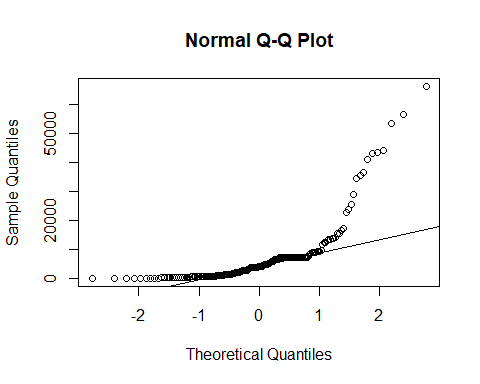 Normal Q-Q Plot
Sample Quantiles
50000
20000
0
-2 -1 0 1 2
Theoretical Quantiles